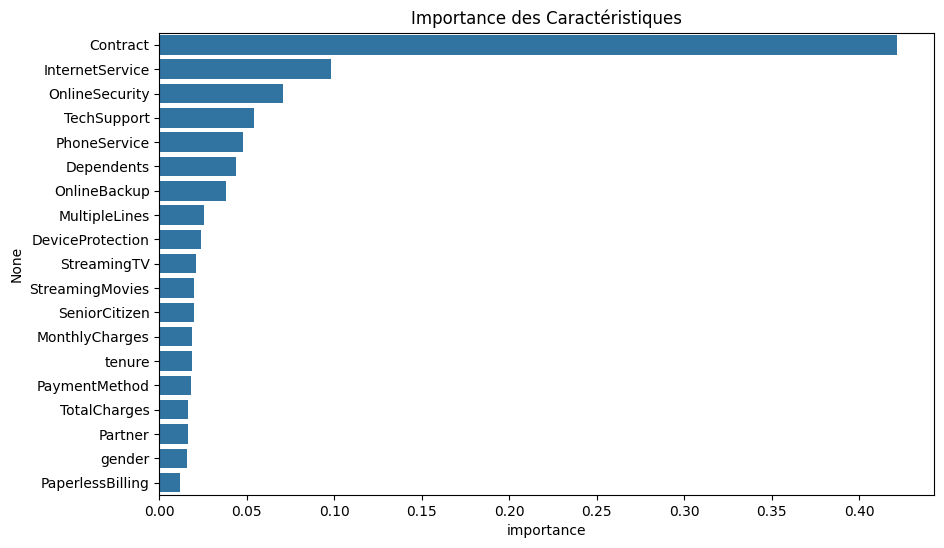 Importance des Caractéristiques
Contract
InternetService
OnlineSecurity
TechSupport
PhoneService
Dependents
OnlineBackup
MultipleLines
DeviceProtection
StreamingTV
StreamingMovies
SeniorCitizen
MonthlyCharges
tenure
PaymentMethod
TotalCharges
Partner
gender
PaperlessBilling
None
0.00 0.05 0.10 0.15 0.20 0.25 0.30 0.35 0.40
importance